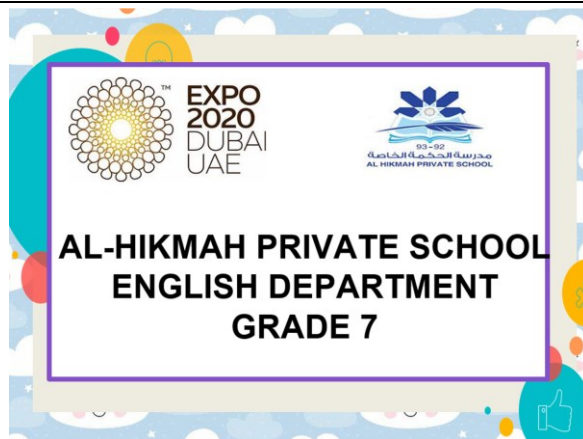 EXPO
2020
DUBAI
UAE
TM
93-92
مدرسة الحكمة الخاصة
AL HIKMAH PRIVATE SCHOOL
AL-HIKMAH PRIVATE SCHOOL
ENGLISH DEPARTMENT
GRADE 7